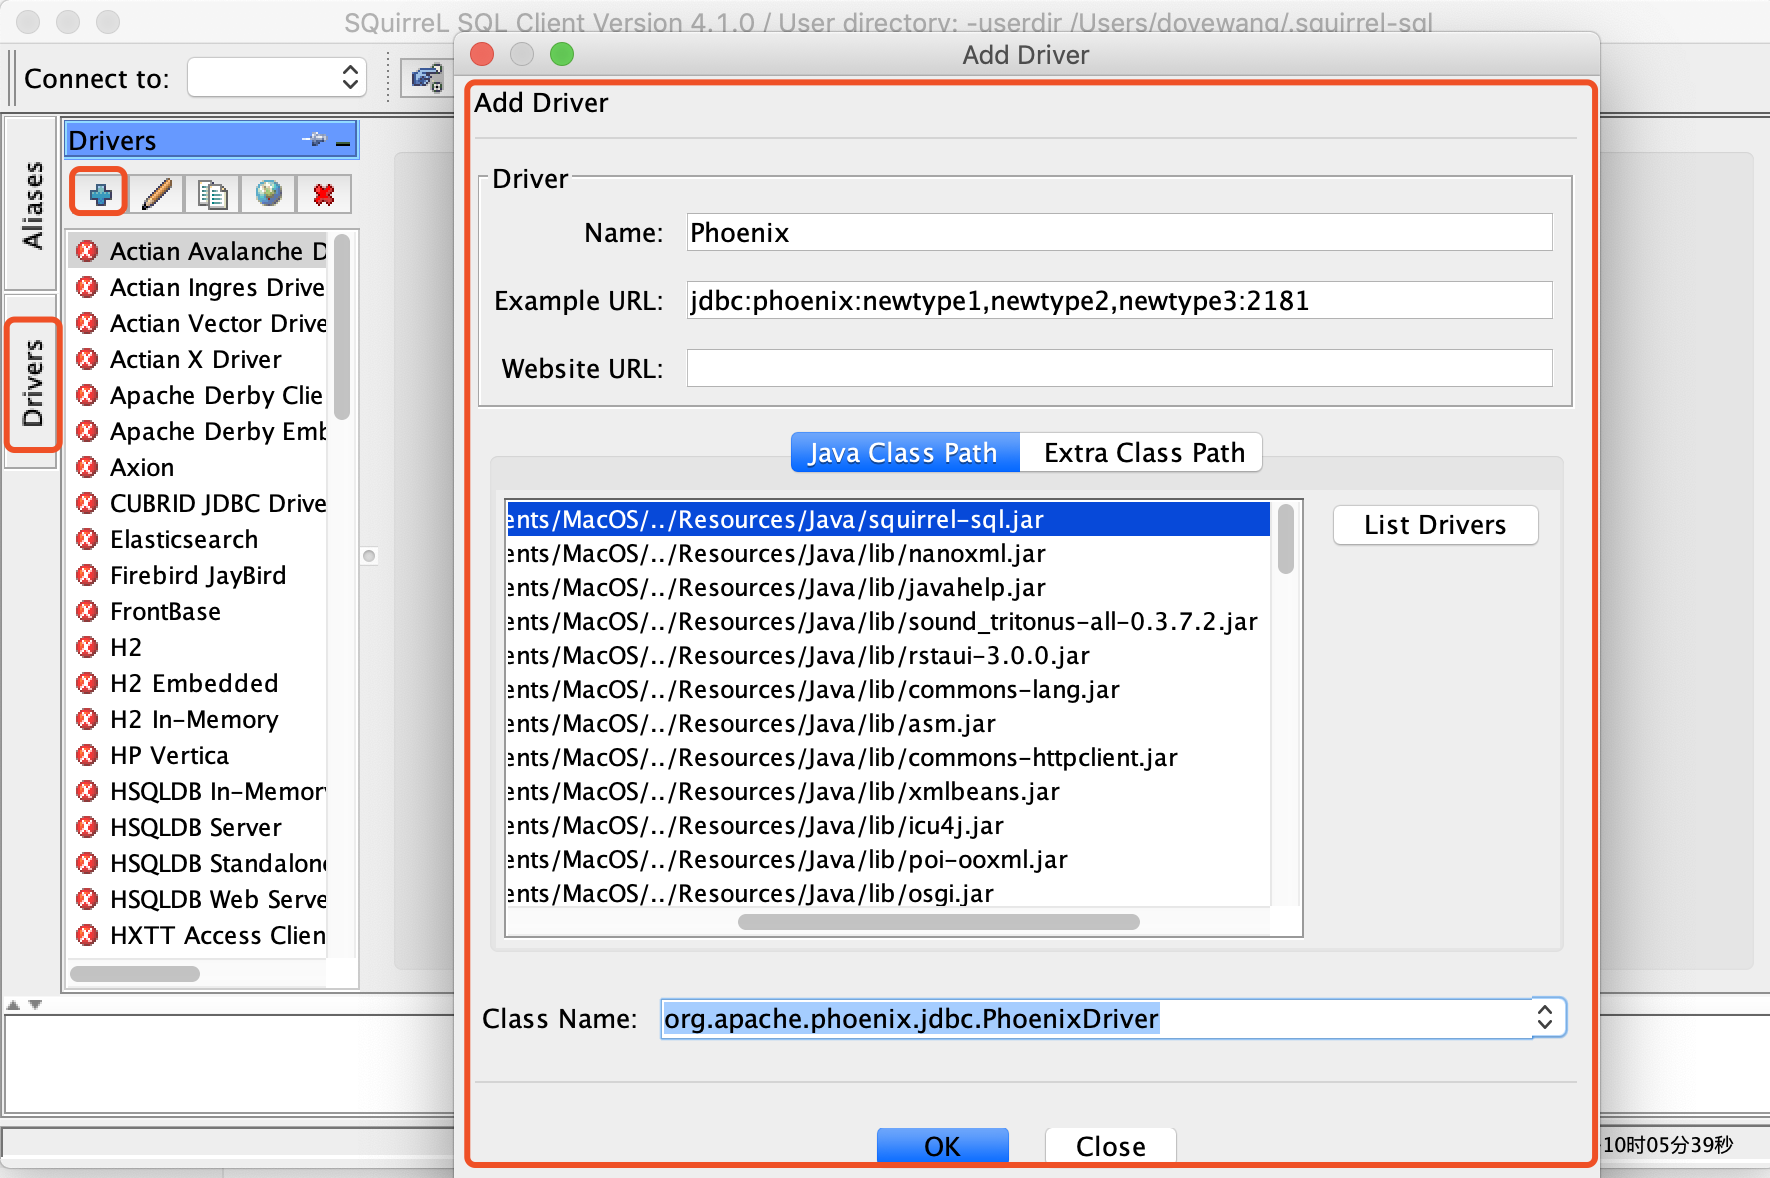 SQuirreL SQL Client Version 4.1.0 / User directory: -userdir /Users/dovewang/.squirrel-sql
Connect to:
Aliases
Drivers
Drivers
Actian Avalanche D
Actian Ingres Drive
Actian Vector Drive
Actian X Driver
Apache Derby Clie
Apache Derby Emb
Axion
CUBRID JDBC Drive
Elasticsearch
Firebird JayBird
FrontBase
H2
H2 Embedded
H2 In-Memory
HP Vertica
HSQLDB In-Memor
HSQLDB Server
HSQLDB Standalon
HSQLDB Web Serve
HXTT Access Clien
Add Driver
Add Driver
Driver
Name: Phoenix
Example URL: jdbc:phoenix:newtype1,newtype2,newtype3:2181
Website URL:
Java Class Path Extra Class Path
ents/MacOS/../Resources/Java/squirrel-sql.jar
ents/MacOS/../Resources/Java/lib/nanoxml.jar
ents/MacOS/../Resources/Java/lib/javahelp.jar
ents/MacOS/../Resources/Java/lib/sound_tritonus-all-0.3.7.2.jar
ents/MacOS/../Resources/Java/lib/rstaui-3.0.0.jar
ents/MacOS/../Resources/Java/lib/commons-lang.jar
ents/MacOS/../Resources/Java/lib/asm.jar
ents/MacOS/../Resources/Java/lib/commons-httpclient.jar
ents/MacOS/../Resources/Java/lib/xmlbeans.jar
ents/MacOS/../Resources/Java/lib/icu4j.jar
ents/MacOS/../Resources/Java/lib/poi-ooxml.jar
ents/MacOS/../Resources/Java/lib/osgi.jar
List Drivers
Class Name: org.apache.phoenix.jdbc.PhoenixDriver
OK Close
10时05分39秒